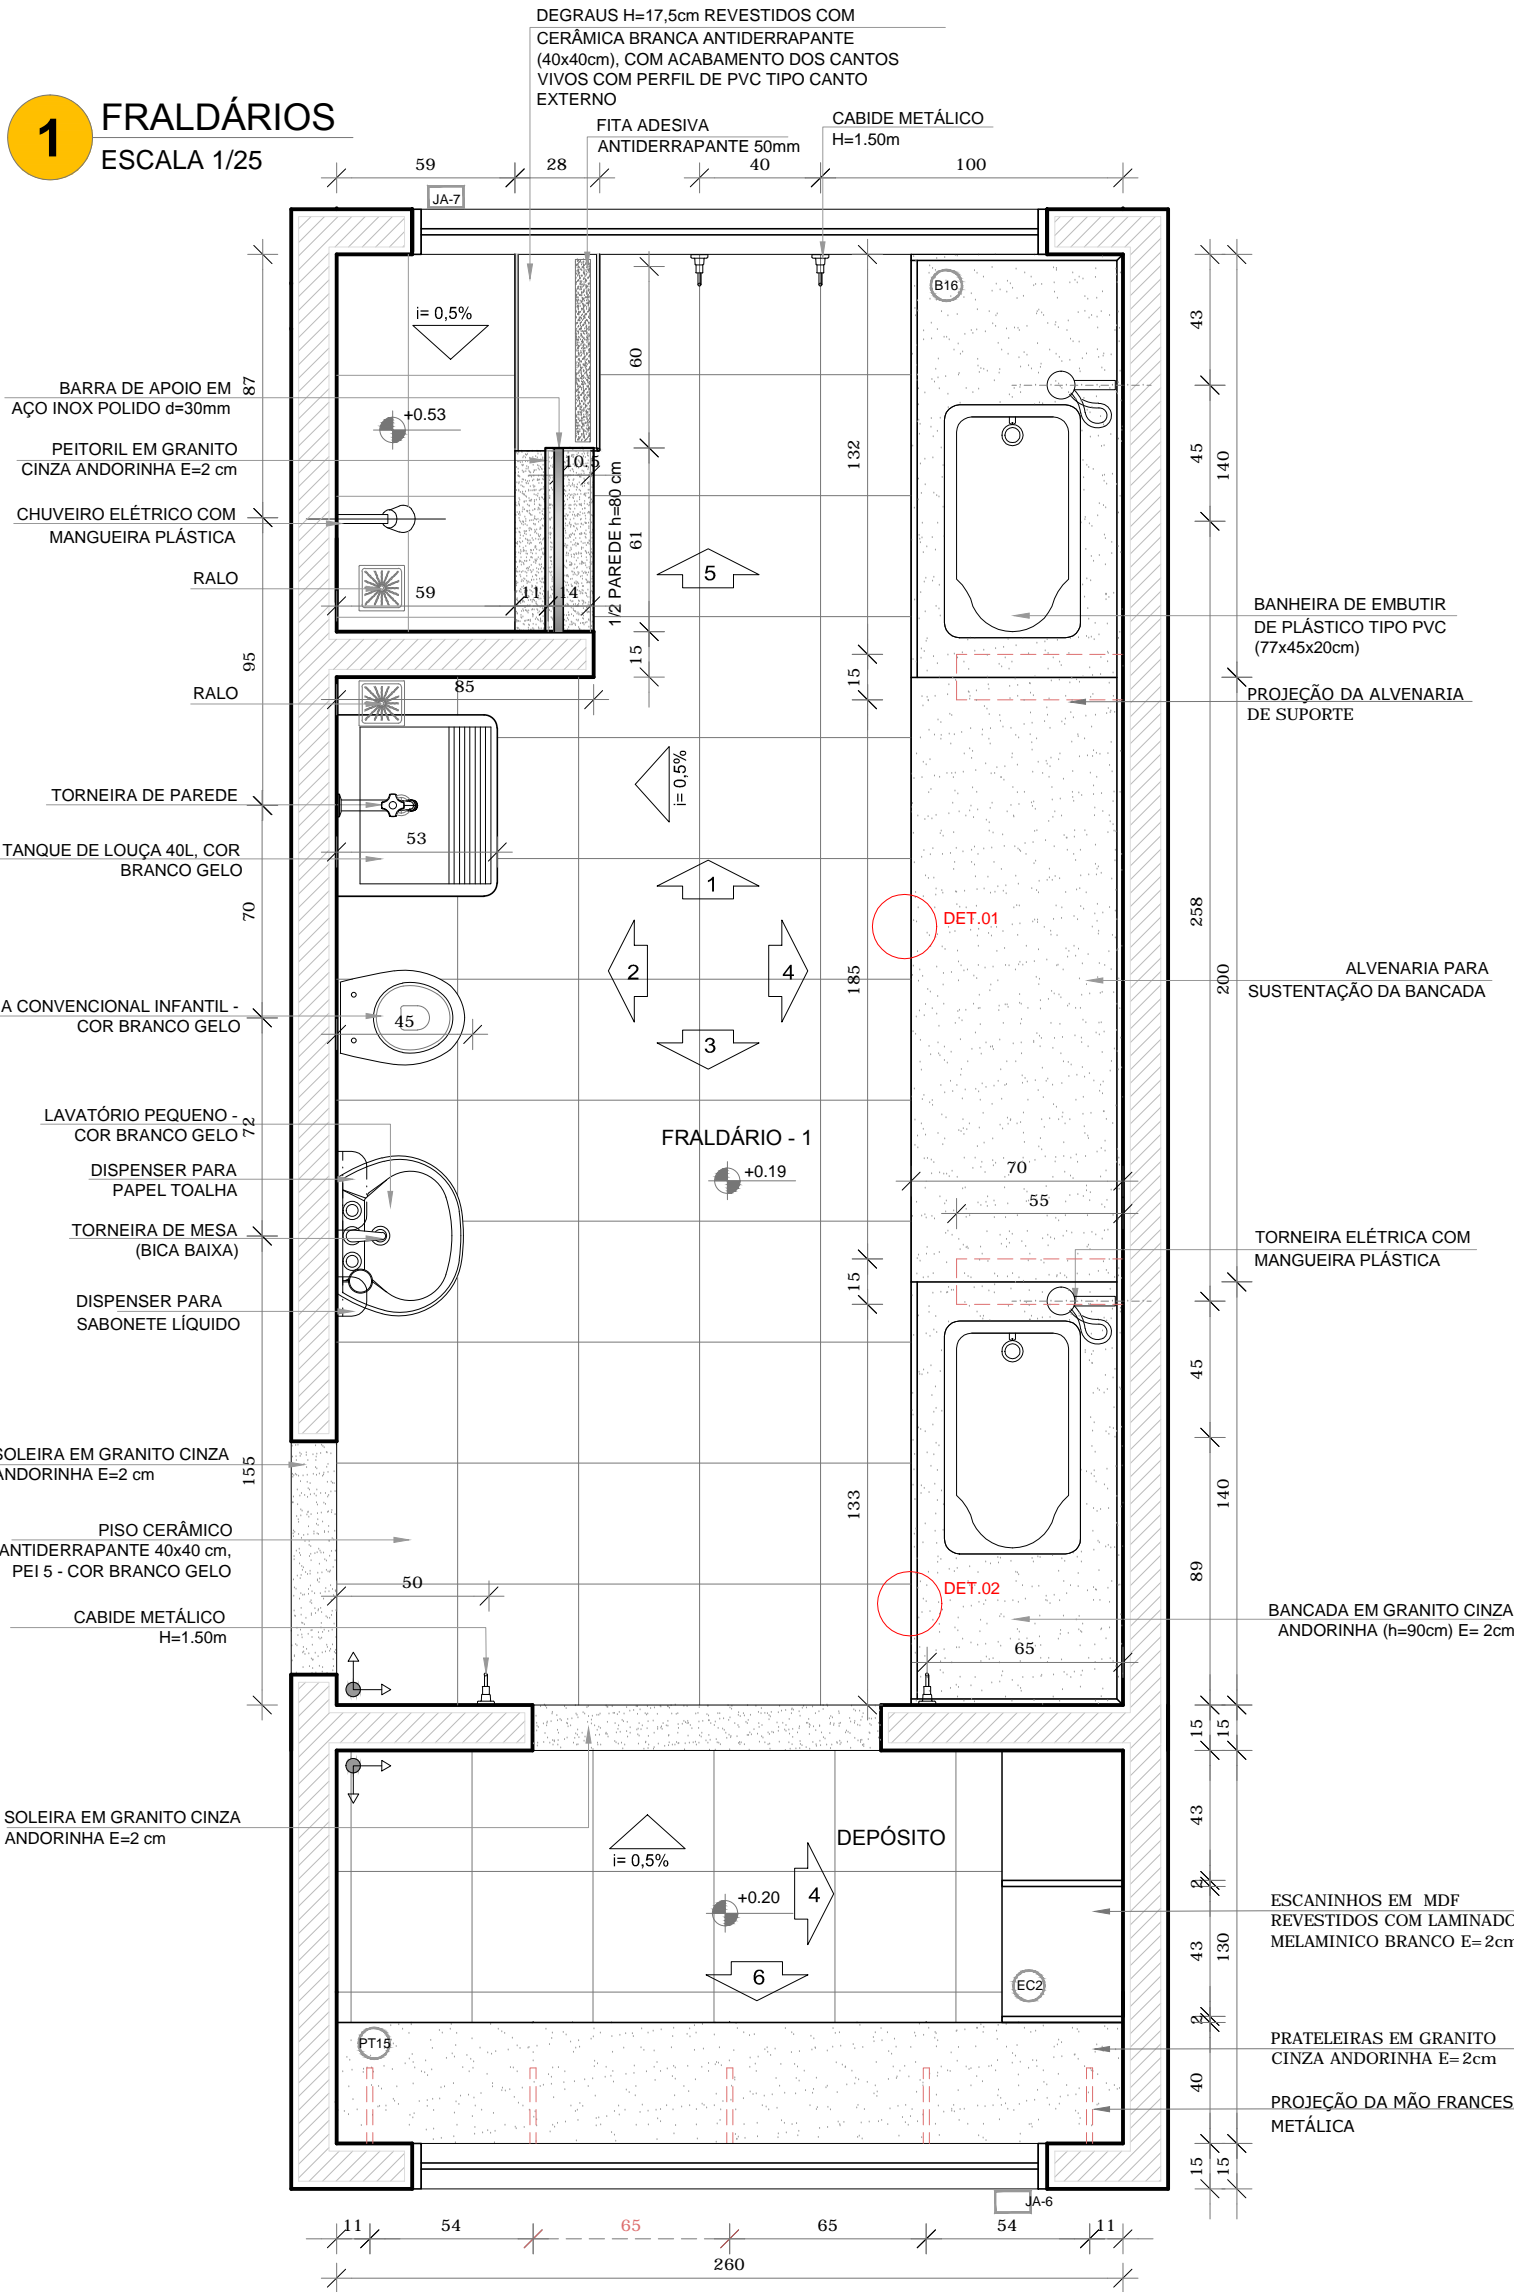 DEGRAUS H=17,5cm REVESTIDOS COM
CERÂMICA BRANCA ANTIDERRAPANTE
(40x40cm), COM ACABAMENTO DOS CANTOS
VIVOS COM PERFIL DE PVC TIPO CANTO
EXTERNO
1
FRALDÁRIOS
ESCALA 1/25
FITA ADESIVA
ANTIDERRAPANTE 50mm
CABIDE METÁLICO
H=1.50m
59
28
40
100
JA-7
B16
i= 0,5%
43
60
87
BARRA DE APOIO EM
AÇO INOX POLIDO d=30mm
+0.53
PEITORIL EM GRANITO
CINZA ANDORINHA E=2 cm
10.5
132
45
140
CHUVEIRO ELÉTRICO COM
MANGUEIRA PLÁSTICA
1/2 PAREDE h=80 cm
61
5
RALO
59
11
14
BANHEIRA DE EMBUTIR
DE PLÁSTICO TIPO PVC
(77x45x20cm)
95
15
15
RALO
85
PROJEÇÃO DA ALVENARIA
DE SUPORTE
i= 0,5%
TORNEIRA DE PAREDE
53
TANQUE DE LOUÇA 40L, COR
BRANCO GELO
1
70
DET.01
258
2
4
185
200
ALVENARIA PARA
SUSTENTAÇÃO DA BANCADA
A CONVENCIONAL INFANTIL -
COR BRANCO GELO
45
3
LAVATÓRIO PEQUENO -
COR BRANCO GELO
72
FRALDÁRIO - 1
+0.19
70
55
DISPENSER PARA
PAPEL TOALHA
TORNEIRA DE MESA
(BICA BAIXA)
TORNEIRA ELÉTRICA COM
MANGUEIRA PLÁSTICA
15
DISPENSER PARA
SABONETE LÍQUIDO
45
SOLEIRA EM GRANITO CINZA
ANDORINHA E=2 cm
155
133
140
PISO CERÂMICO
ANTIDERRAPANTE 40x40 cm,
PEI 5 - COR BRANCO GELO
50
DET.02
89
CABIDE METÁLICO
H=1.50m
BANCADA EM GRANITO CINZA
ANDORINHA (h=90cm) E= 2cm
65
15
15
SOLEIRA EM GRANITO CINZA
ANDORINHA E=2 cm
43
DEPÓSITO
i= 0,5%
2
+0.20
4
ESCANINHOS EM MDF
REVESTIDOS COM LAMINADO
MELAMINICO BRANCO E=2cm
43
130
6
EC2
2
PT15
PRATELEIRAS EM GRANITO
CINZA ANDORINHA E=2cm
40
PROJEÇÃO DA MÃO FRANCES
METÁLICA
15
15
JA-6
11
54
65
65
54
11
260